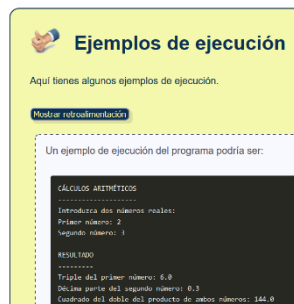 Ejemplos de ejecución
Aquí tienes algunos ejemplos de ejecución.
Mostrar retroalimentación
Un ejemplo de ejecución del programa podría ser:
CÁLCULOS ARITMÉTICOS
--------------------
Introduzca dos números reales:
Primer número: 2
Segundo número: 3
RESULTADO
---------
Triple del primer número: 6.0
Décima parte del segundo número: 0.3
Cuadrado del doble del producto de ambos números: 144.0